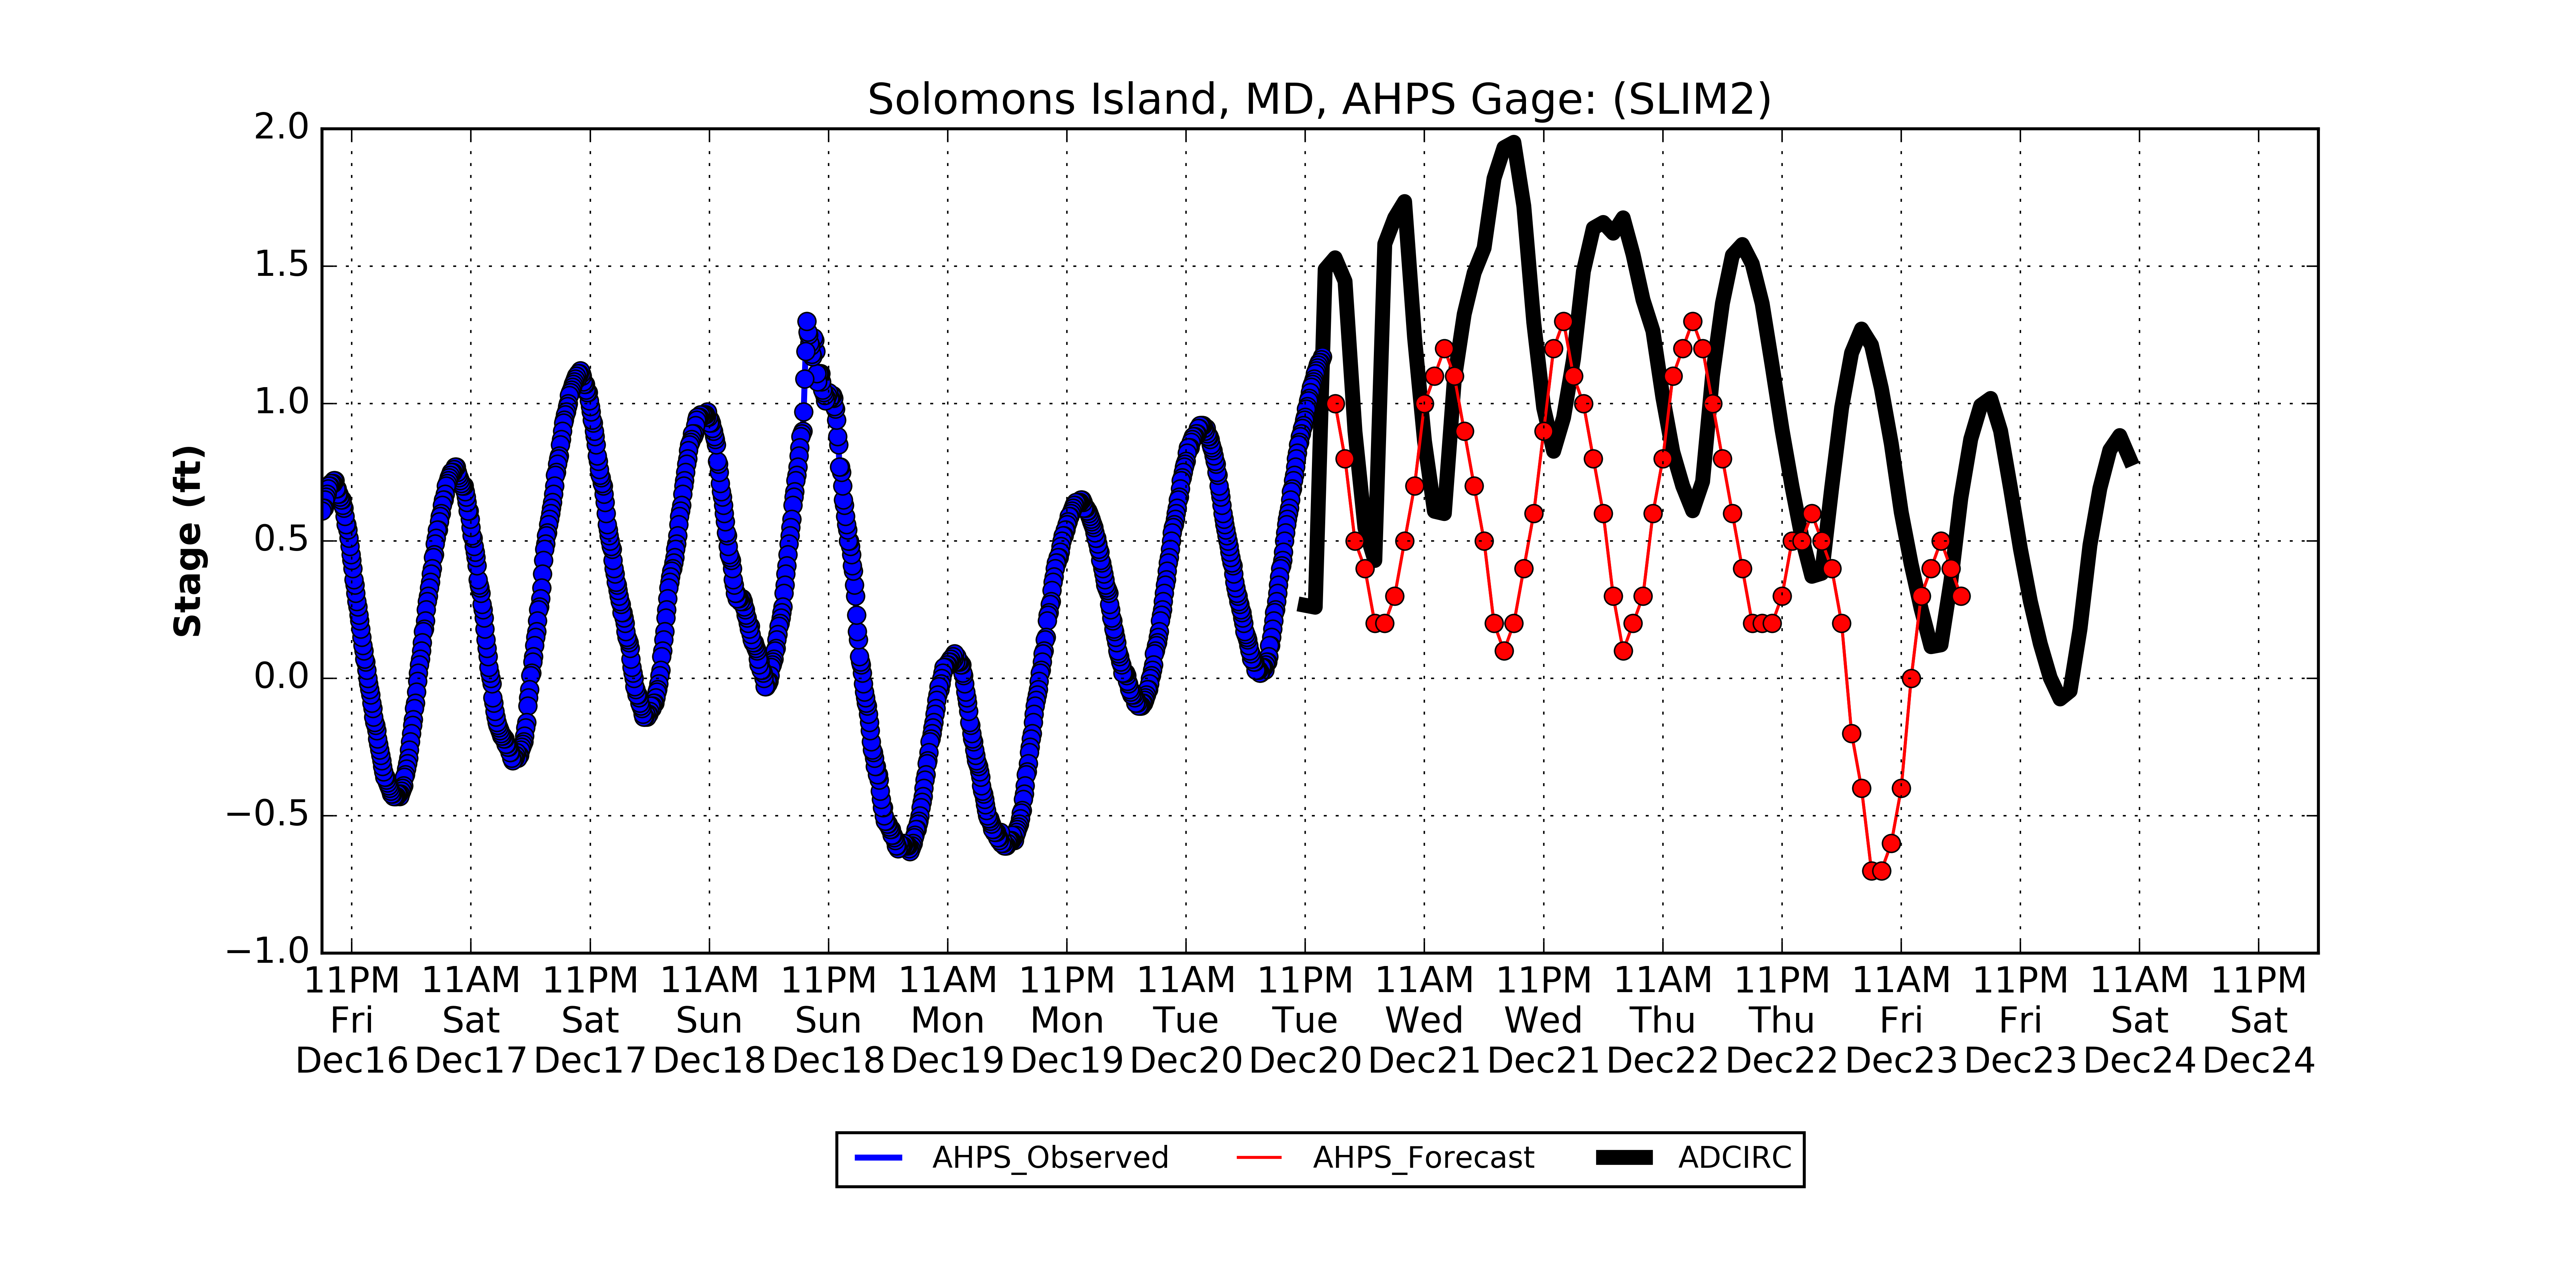 Solomons Island, MD, AHPS Gage: (SLIM2)
2.0
1.5
1.0
0.5
0.0
−0.5
−1.0
Stage (ft)
11PM 11AM 11PM 11AM 11PM 11AM 11PM 11AM 11PM 11AM 11PM 11AM 11PM 11AM 11PM 11AM 11PM
Fri Sat Sat Sun Sun Mon Mon Tue Tue Wed Wed Thu Thu Fri Fri Sat Sat
Dec16 Dec17 Dec17 Dec18 Dec18 Dec19 Dec19 Dec20 Dec20 Dec21 Dec21 Dec22 Dec22 Dec23 Dec23 Dec24 Dec24
AHPS_Observed AHPS_Forecast ADCIRC